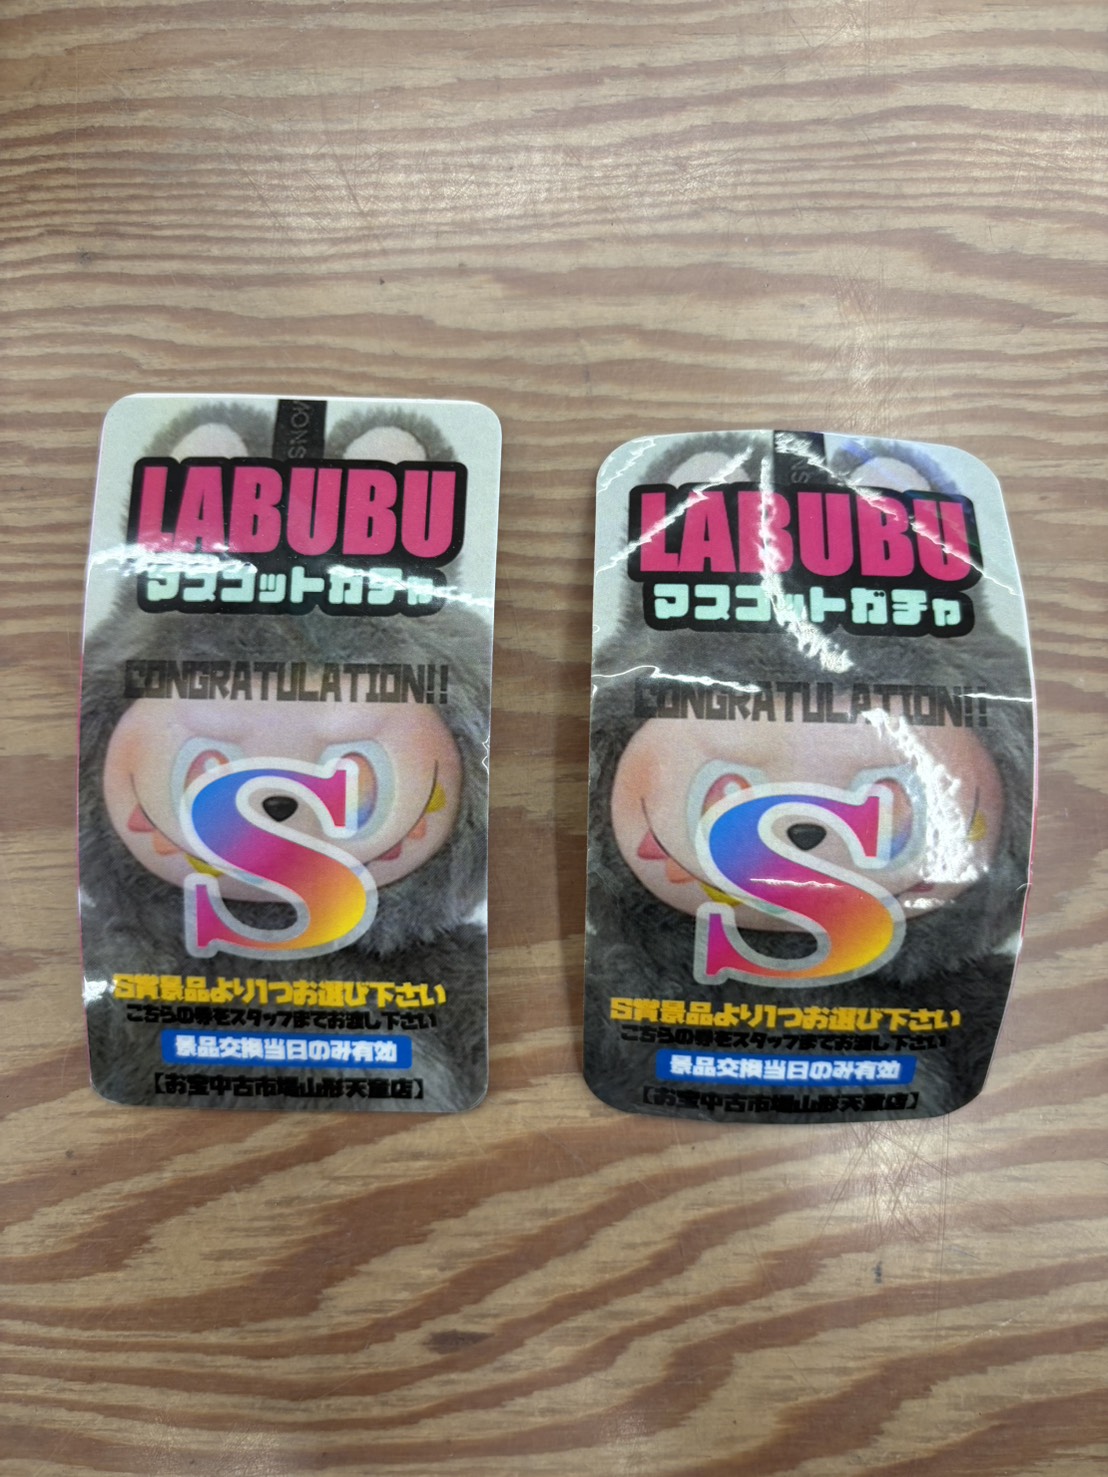 MONS
LABUBU
マスコットガチャ
CONGRATULATION!!
S
S賞景品より1つお選び下さい
こちらの券をスタッフまでお渡し下さい
景品交換当日のみ有効
【お宝中古市場山形天童店】
NS
LABUBU
マスコットガチャ
CONGRATULATION!!
S
S賞景品より1つお選び下さい
こちらの券をスタッフまでお渡し下さい
景品交換当日のみ有効
【お宝中古市場山形天童店】